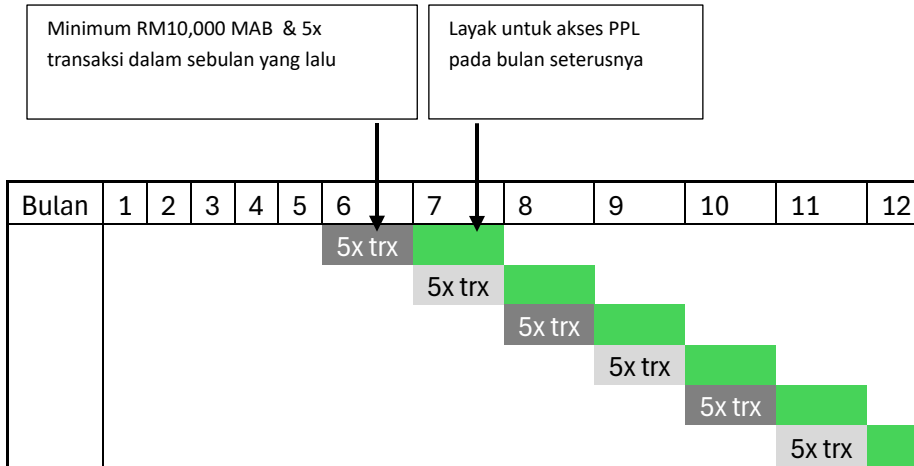 Minimum RM10,000 MAB & 5x
transaksi dalam sebulan yang lalu
Layak untuk akses PPL
pada bulan seterusnya
Bulan 1 2 3 4 5 6 7 8 9 10 11 12
5x trx
5x trx
5x trx
5x trx
5x trx
5x trx